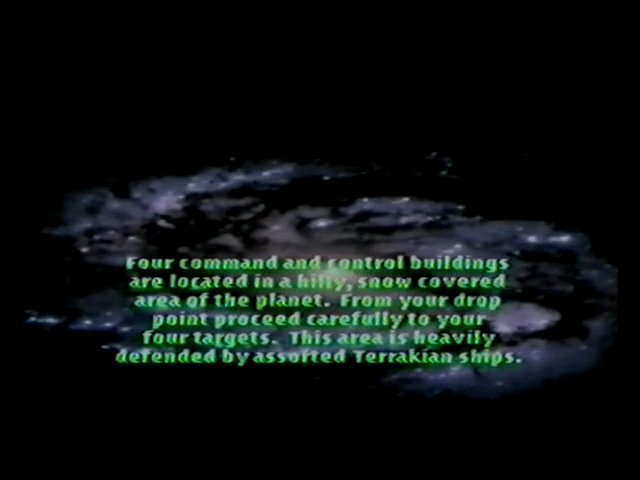 Four command and control buildings
are located in a hilly, snow covered
area of the planet. From your drop
point proceed carefully to your
four targets. This area is heavily
defended by assorted Terrakian ships.